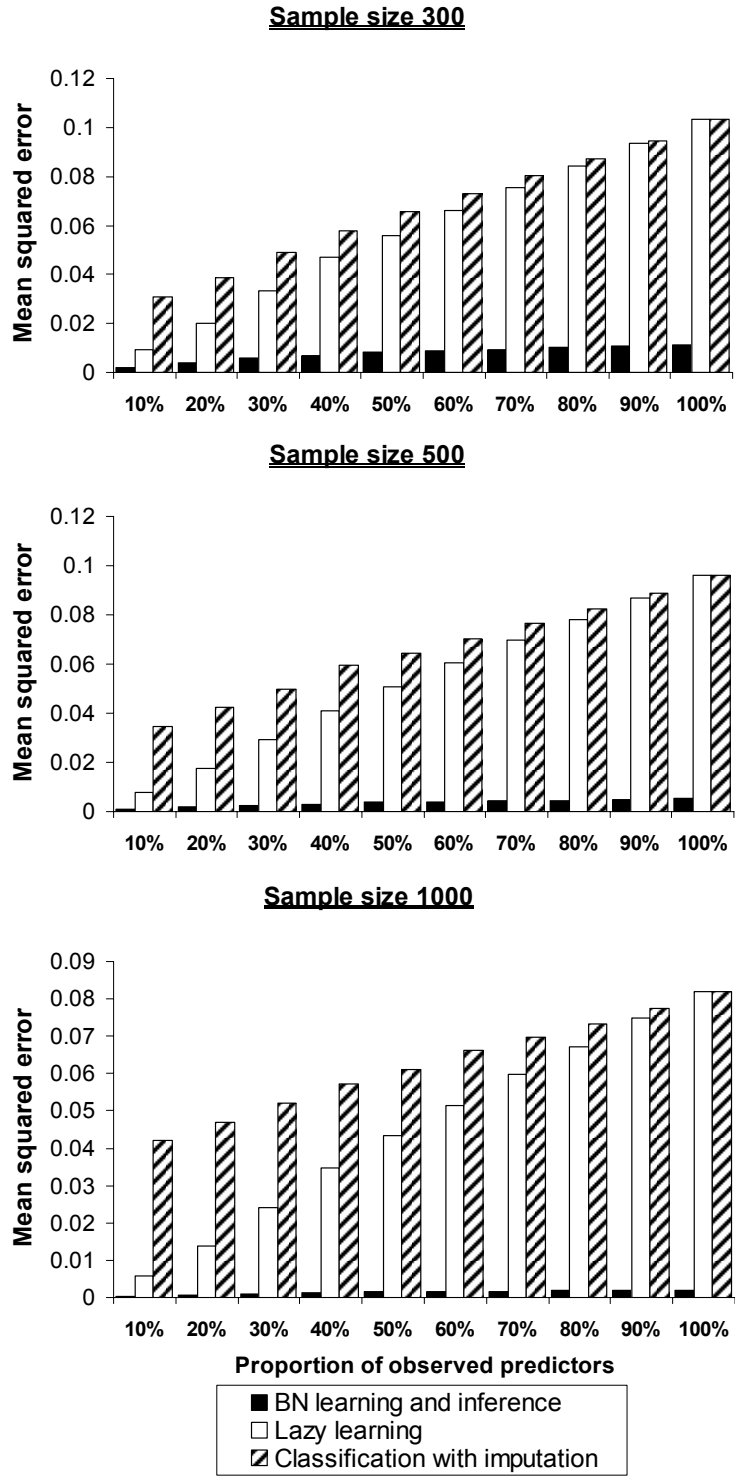 Sample size 300
Mean squared error
0.12
0.1
0.08
0.06
0.04
0.02
0
10% 20% 30% 40% 50% 60% 70% 80% 90% 100%
Sample size 500
Mean squared error
0.12
0.1
0.08
0.06
0.04
0.02
0
10% 20% 30% 40% 50% 60% 70% 80% 90% 100%
Sample size 1000
Mean squared error
0.09
0.08
0.07
0.06
0.05
0.04
0.03
0.02
0.01
0
10% 20% 30% 40% 50% 60% 70% 80% 90% 100%
Proportion of observed predictors
BN learning and inference
Lazy learning
Classification with imputation